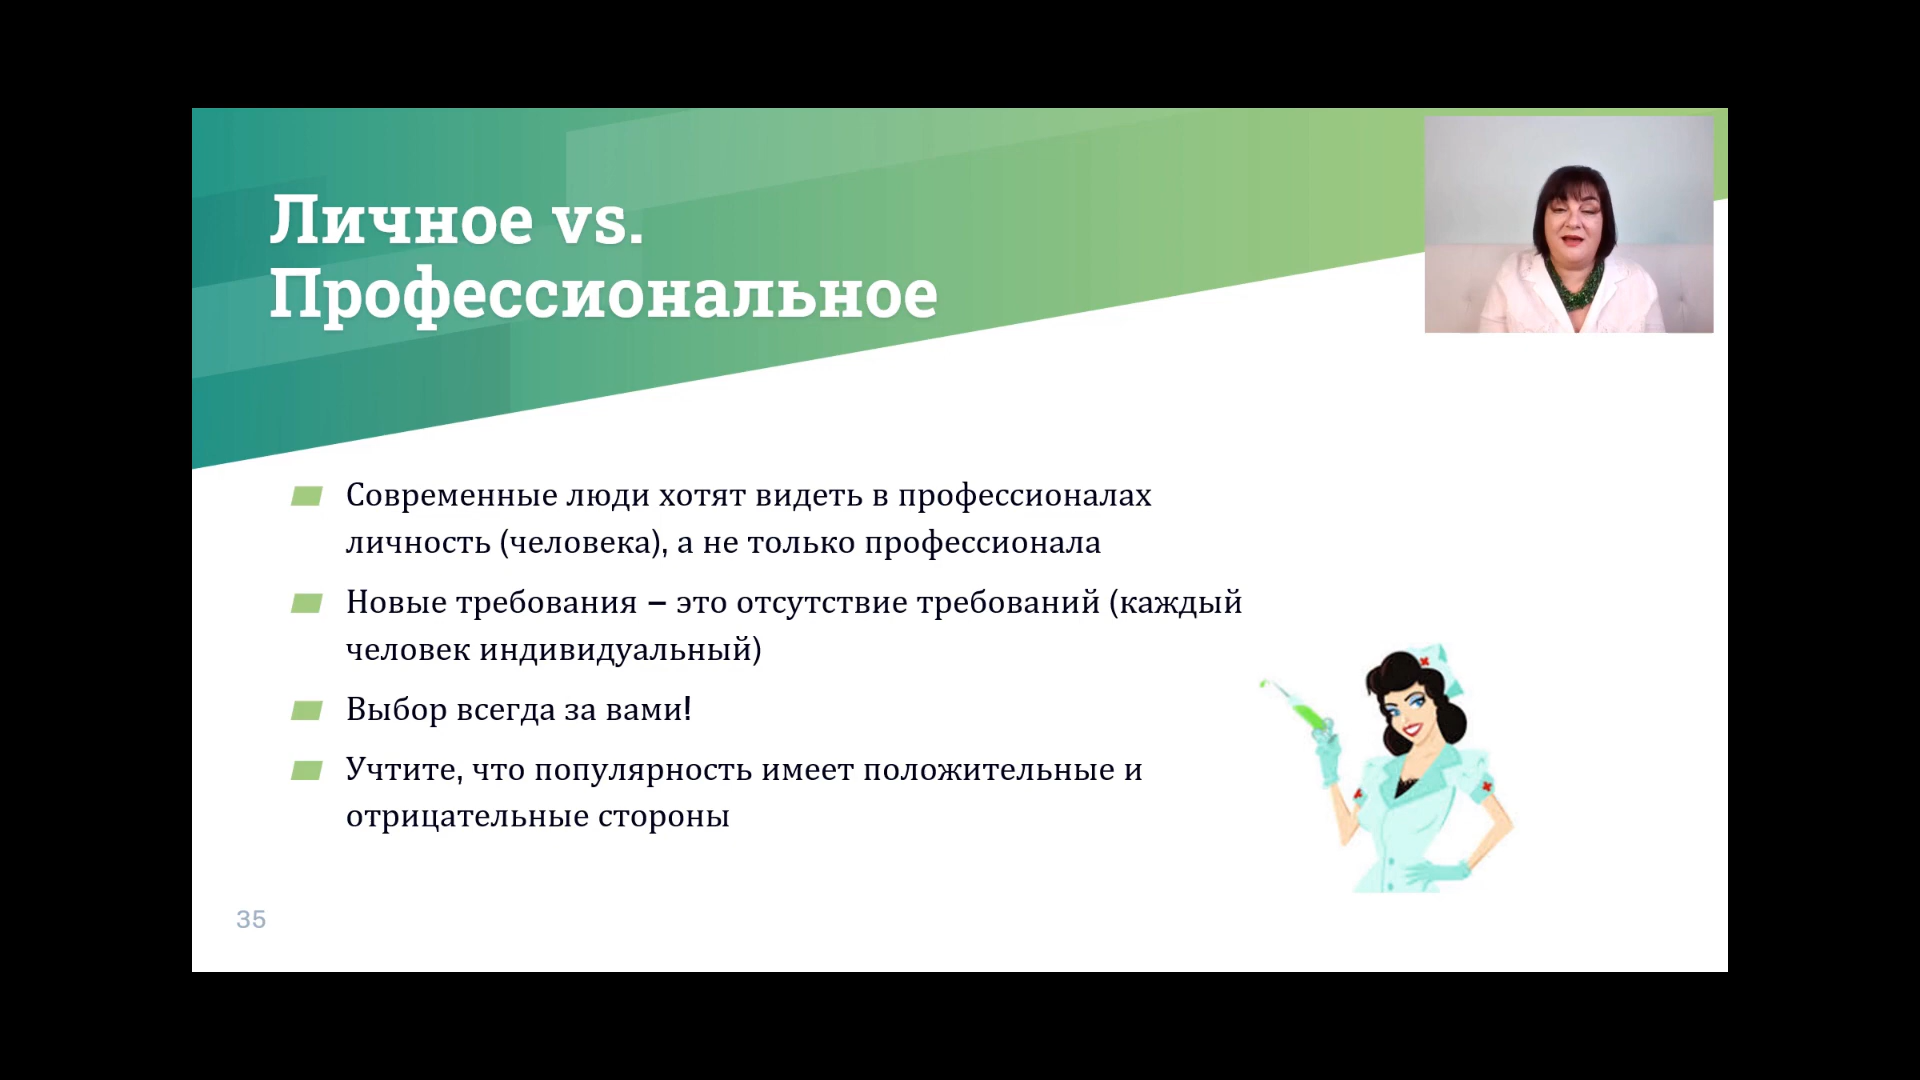 Личное vs.
Профессиональное
Современные люди хотят видеть в профессионалах
личность (человека), а не только профессионала
Новые требования – это отсутствие требований (каждый
человек индивидуальный)
Выбор всегда за вами!
Учтите, что популярность имеет положительные и
отрицательные стороны
35